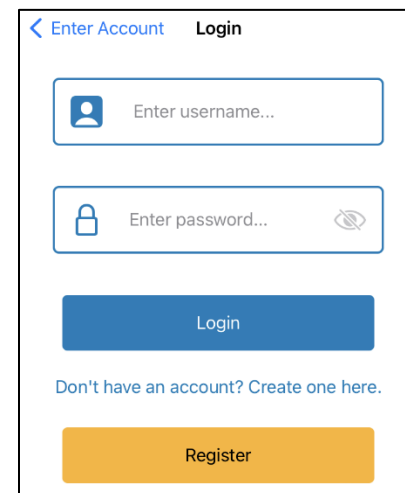 Enter Account Login
Enter username...
Enter password...
Login
Don't have an account? Create one here.
Register